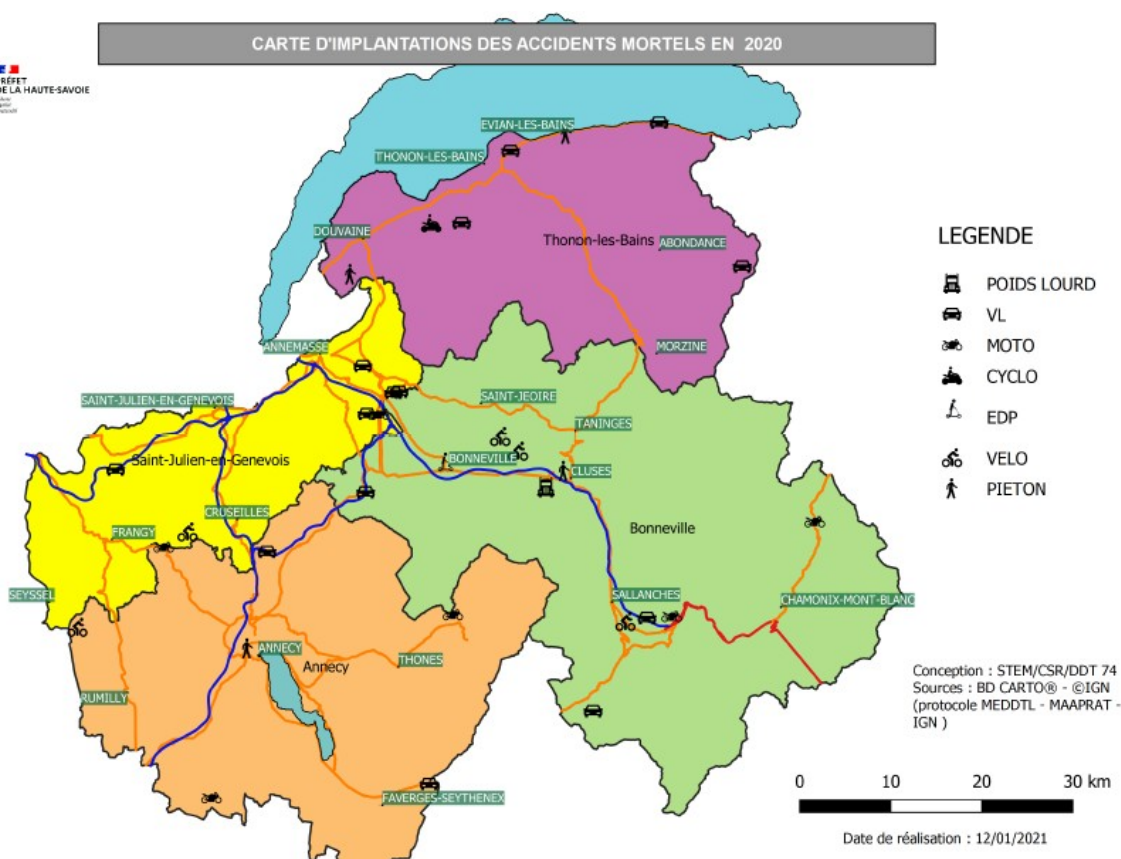 CARTE D'IMPLANTATIONS DES ACCIDENTS MORTELS EN 2020
PRÉFET
DE LA HAUTE-SAVOIE
EVIAN-LES-BAINS
THONON-LES-BAINS
DOUVAINE
Thonon-les-Bains
ABONDANCE
ANNEMASSE
MORZINE
SAINT-JULIEN-EN-GENEVOIS
SAINT-JEOIRE
TANINGES
Saint-Julien-en-Genevois
BONNEVILLE
CLUSES
CRUSEILLES
FRANGY
Bonneville
SEYSSEL
SALLANCHES
CHAMONIX-MONT-BLANC
ANNECY
Annecy
THONES
RUMILLY
FAVERGES-SEYTHENEX
LEGENDE
POIDS LOURD
VL
MOTO
CYCLO
EDP
VELO
PIETON
Conception : STEM/CSR/DDT 74
Sources : BD CARTO® - ©IGN
(protocole MEDDTL - MAAPRAT -
IGN )
0 10 20 30 km
Date de réalisation : 12/01/2021